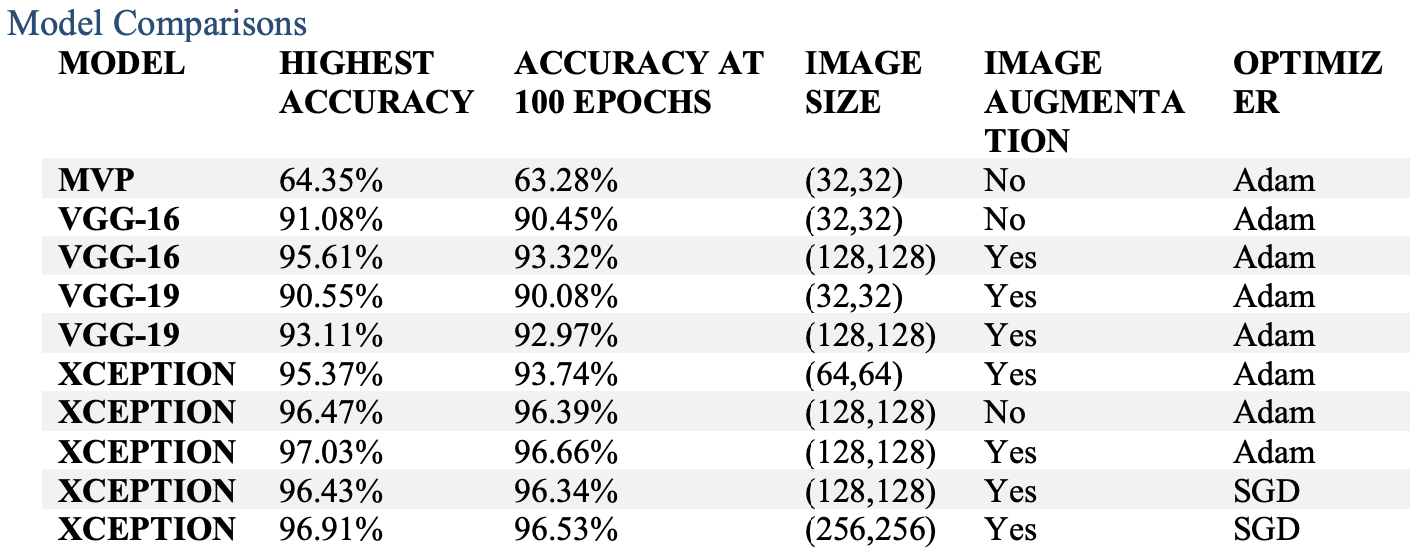 Model Comparisons
MODEL HIGHEST ACCURACY ACCURACY AT 100 EPOCHS IMAGE SIZE IMAGE AUGMENTATION OPTIMIZER
MVP 64.35% 63.28% (32,32) No Adam
VGG-16 91.08% 90.45% (32,32) No Adam
VGG-16 95.61% 93.32% (128,128) Yes Adam
VGG-19 90.55% 90.08% (32,32) Yes Adam
VGG-19 93.11% 92.97% (128,128) Yes Adam
XCEPTION 95.37% 93.74% (64,64) Yes Adam
XCEPTION 96.47% 96.39% (128,128) No Adam
XCEPTION 97.03% 96.66% (128,128) Yes Adam
XCEPTION 96.43% 96.34% (128,128) Yes SGD
XCEPTION 96.91% 96.53% (256,256) Yes SGD